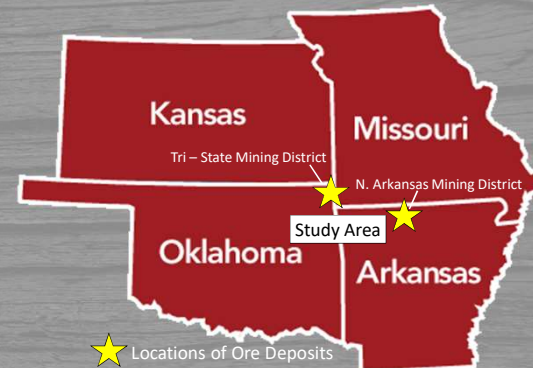 Kansas
Missouri
Tri – State Mining District
N. Arkansas Mining District
Study Area
Oklahoma
Arkansas
Locations of Ore Deposits